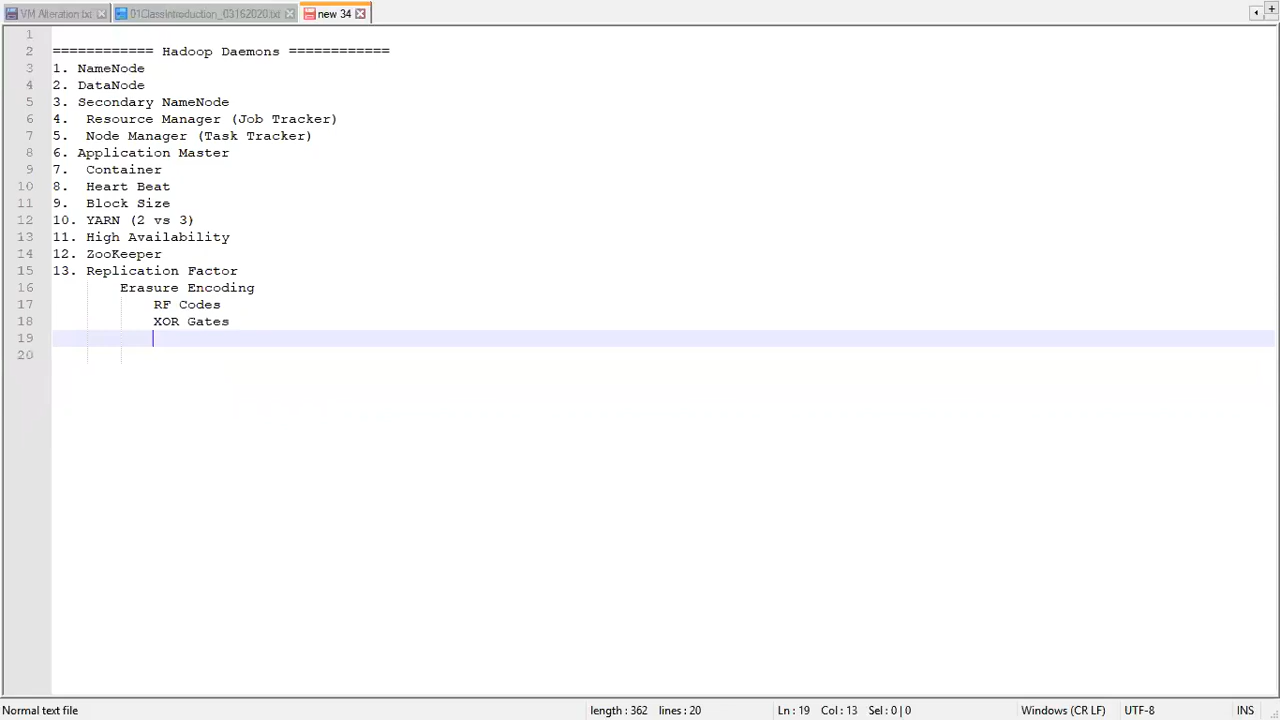 VM Alteration.txt 01ClassIntroduction_03162020.txt new 34
1
2 ============ Hadoop Daemons ============
3 1. NameNode
4 2. DataNode
5 3. Secondary NameNode
6 4.  Resource Manager (Job Tracker)
7 5.  Node Manager (Task Tracker)
8 6. Application Master
9 7.  Container
10 8.  Heart Beat
11 9.  Block Size
12 10. YARN (2 vs 3)
13 11. High Availability
14 12. ZooKeeper
15 13. Replication Factor
16 Erasure Encoding
17 RF Codes
18 XOR Gates
19
20
Normal text file length : 362 lines : 20 Ln : 19 Col : 13 Sel : 0 | 0 Windows (CR LF) UTF-8 INS